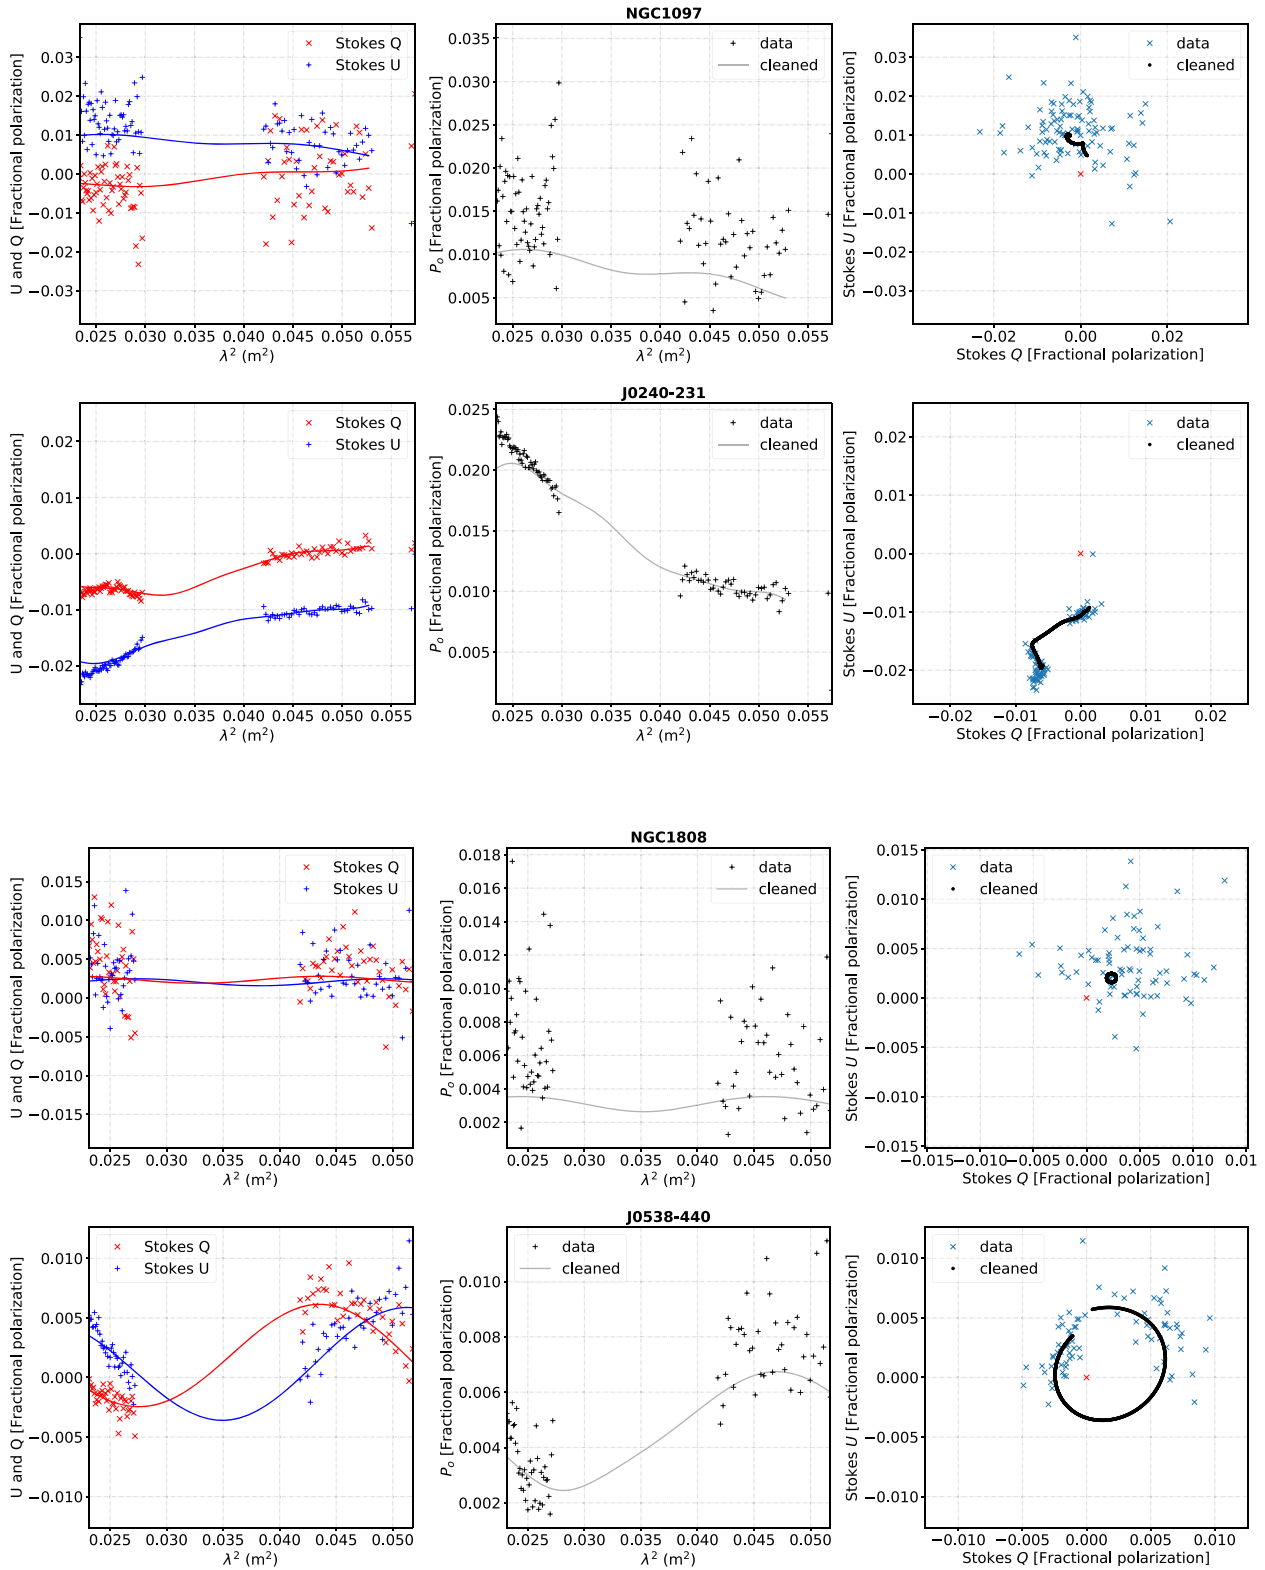 NGC1097
U and Q [Fractional polarization]
0.03
0.02
0.01
0.00
−0.01
−0.02
−0.03
Stokes Q
Stokes U
0.025 0.030 0.035 0.040 0.045 0.050 0.055
λ² (m²)
Pₒ [Fractional polarization]
0.035
0.030
0.025
0.020
0.015
0.010
0.005
data
cleaned
0.025 0.030 0.035 0.040 0.045 0.050 0.055
λ² (m²)
Stokes U [Fractional polarization]
0.03
0.02
0.01
0.00
−0.01
−0.02
−0.03
data
cleaned
−0.02 0.00 0.02
Stokes Q [Fractional polarization]
J0240-231
U and Q [Fractional polarization]
0.02
0.01
0.00
−0.01
−0.02
Stokes Q
Stokes U
0.025 0.030 0.035 0.040 0.045 0.050 0.055
λ² (m²)
Pₒ [Fractional polarization]
0.025
0.020
0.015
0.010
0.005
data
cleaned
0.025 0.030 0.035 0.040 0.045 0.050 0.055
λ² (m²)
Stokes U [Fractional polarization]
0.02
0.01
0.00
−0.01
−0.02
data
cleaned
−0.02 −0.01 0.00 0.01 0.02
Stokes Q [Fractional polarization]
NGC1808
U and Q [Fractional polarization]
0.015
0.010
0.005
0.000
−0.005
−0.010
−0.015
Stokes Q
Stokes U
0.025 0.030 0.035 0.040 0.045 0.050
λ² (m²)
Pₒ [Fractional polarization]
0.018
0.016
0.014
0.012
0.010
0.008
0.006
0.004
0.002
data
cleaned
0.025 0.030 0.035 0.040 0.045 0.050
λ² (m²)
Stokes U [Fractional polarization]
0.015
0.010
0.005
0.000
−0.005
−0.010
−0.015
data
cleaned
−0.015 −0.010 −0.005 0.000 0.005 0.010 0.01
Stokes Q [Fractional polarization]
J0538-440
U and Q [Fractional polarization]
0.010
0.005
0.000
−0.005
−0.010
Stokes Q
Stokes U
0.025 0.030 0.035 0.040 0.045 0.050
λ² (m²)
Pₒ [Fractional polarization]
0.010
0.008
0.006
0.004
0.002
data
cleaned
0.025 0.030 0.035 0.040 0.045 0.050
λ² (m²)
Stokes U [Fractional polarization]
0.010
0.005
0.000
−0.005
−0.010
data
cleaned
−0.010 −0.005 0.000 0.005 0.010
Stokes Q [Fractional polarization]